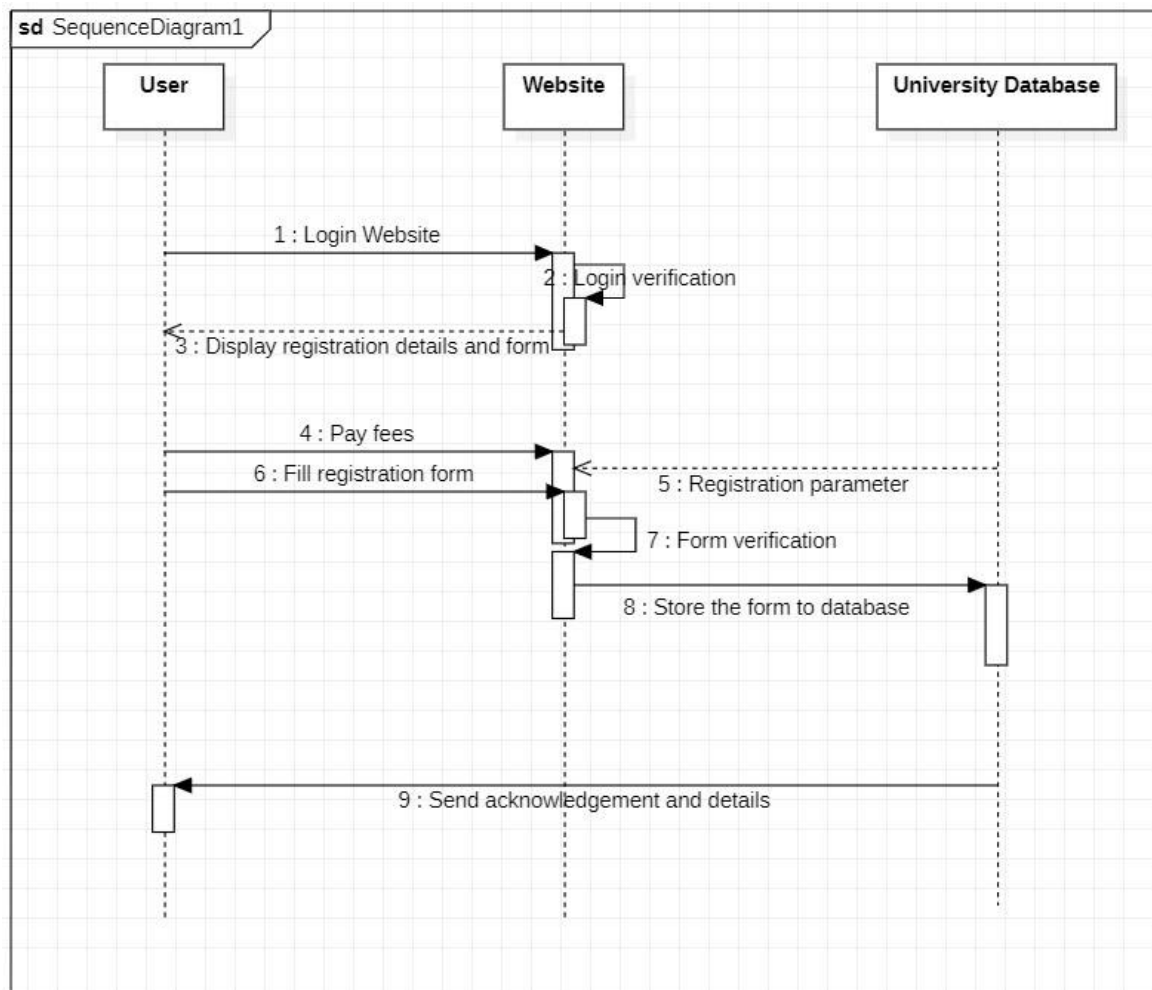 sd SequenceDiagram1
User
Website
University Database
1 : Login Website
2 : Login verification
3 : Display registration details and form
4 : Pay fees
5 : Registration parameter
6 : Fill registration form
7 : Form verification
8 : Store the form to database
9 : Send acknowledgement and details